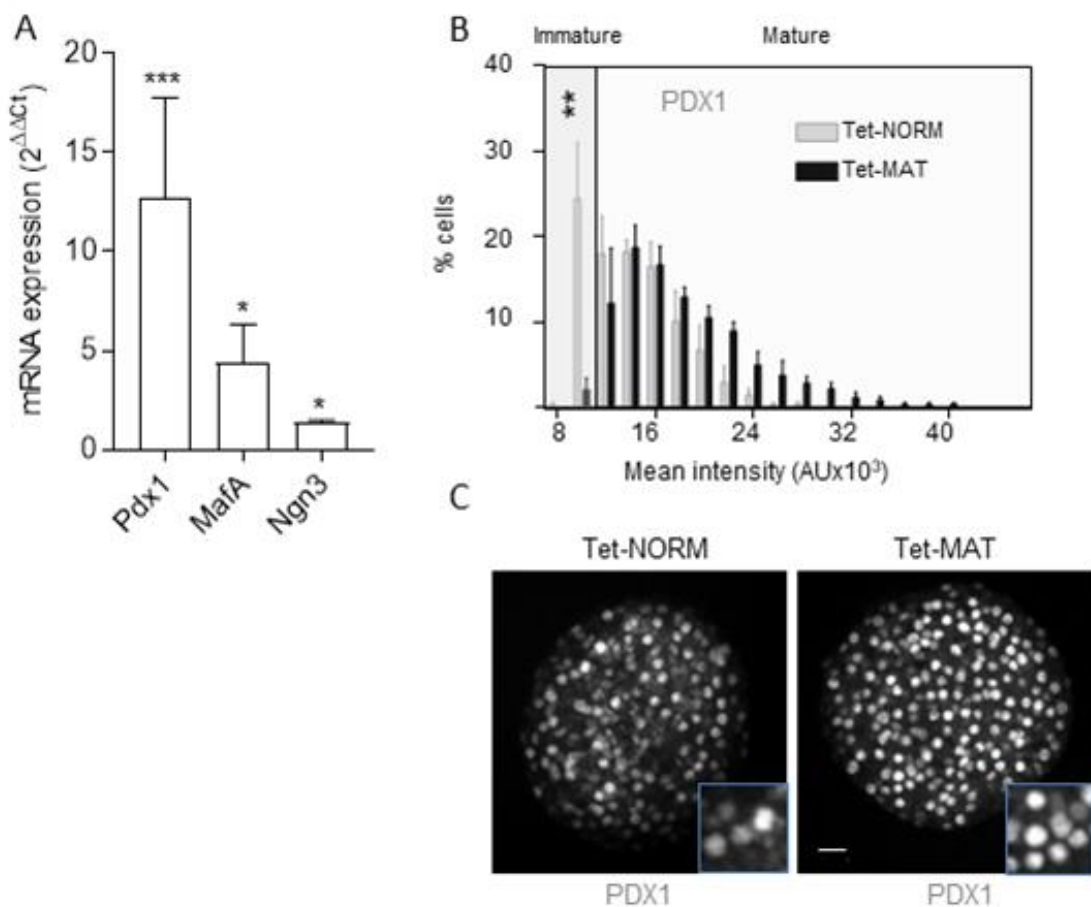 A
mRNA expression (2^ΔΔCt)
20
15
10
5
0
***
*
*
Pdx1
MafA
Ngn3
B
Immature
Mature
% cells
40
30
20
10
**
PDX1
Tet-NORM
Tet-MAT
8
16
24
32
40
Mean intensity (AUx10³)
C
Tet-NORM
Tet-MAT
PDX1
PDX1